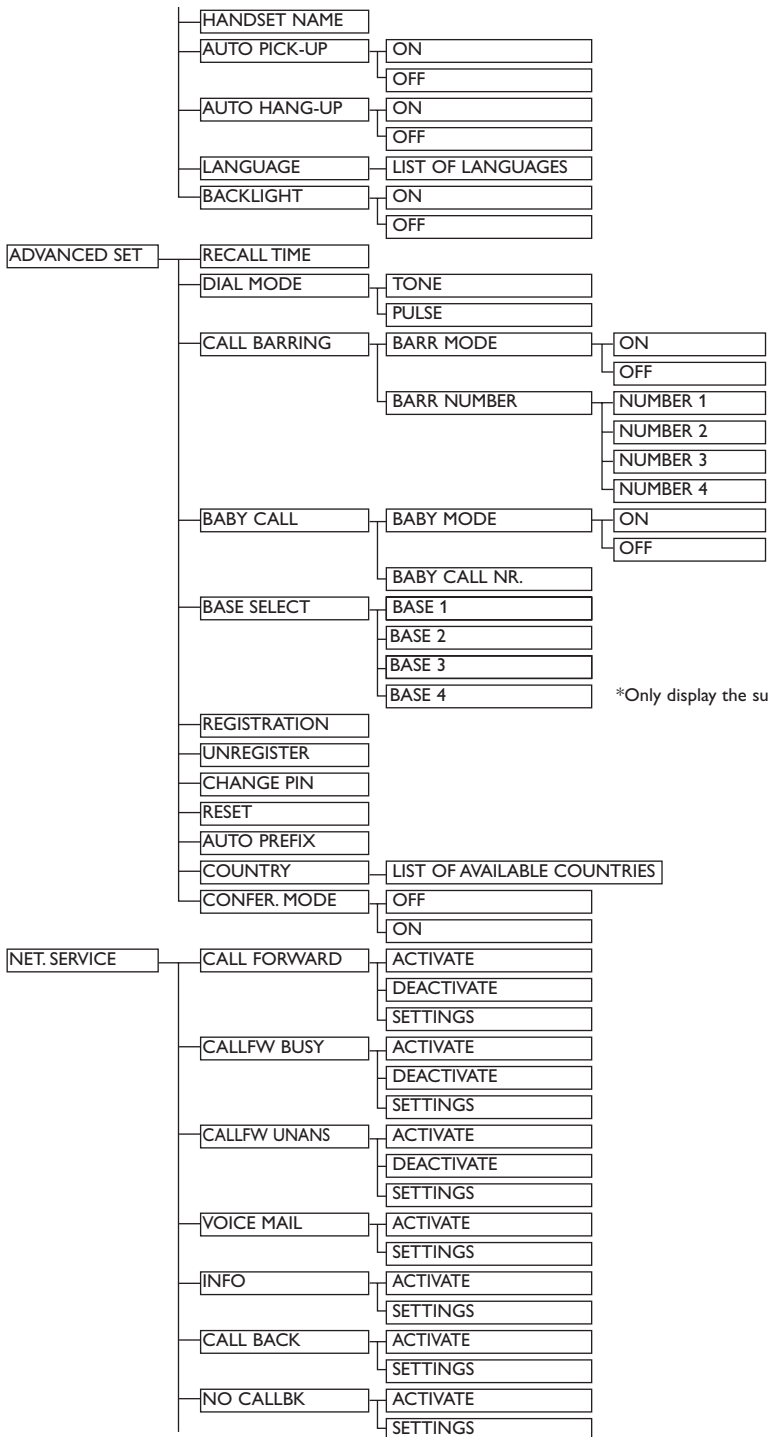 HANDSET NAME
AUTO PICK-UP ON
OFF
AUTO HANG-UP ON
OFF
LANGUAGE LIST OF LANGUAGES
BACKLIGHT ON
OFF
ADVANCED SET RECALL TIME
DIAL MODE TONE
PULSE
CALL BARRING BARR MODE ON
OFF
BARR NUMBER NUMBER 1
NUMBER 2
NUMBER 3
NUMBER 4
BABY CALL BABY MODE ON
OFF
BABY CALL NR.
BASE SELECT BASE 1
BASE 2
BASE 3
BASE 4 *Only display the su
REGISTRATION
UNREGISTER
CHANGE PIN
RESET
AUTO PREFIX
COUNTRY LIST OF AVAILABLE COUNTRIES
CONFER. MODE OFF
ON
NET. SERVICE CALL FORWARD ACTIVATE
DEACTIVATE
SETTINGS
CALLFW BUSY ACTIVATE
DEACTIVATE
SETTINGS
CALLFW UNANS ACTIVATE
DEACTIVATE
SETTINGS
VOICE MAIL ACTIVATE
SETTINGS
INFO ACTIVATE
SETTINGS
CALL BACK ACTIVATE
SETTINGS
NO CALLBK ACTIVATE
SETTINGS